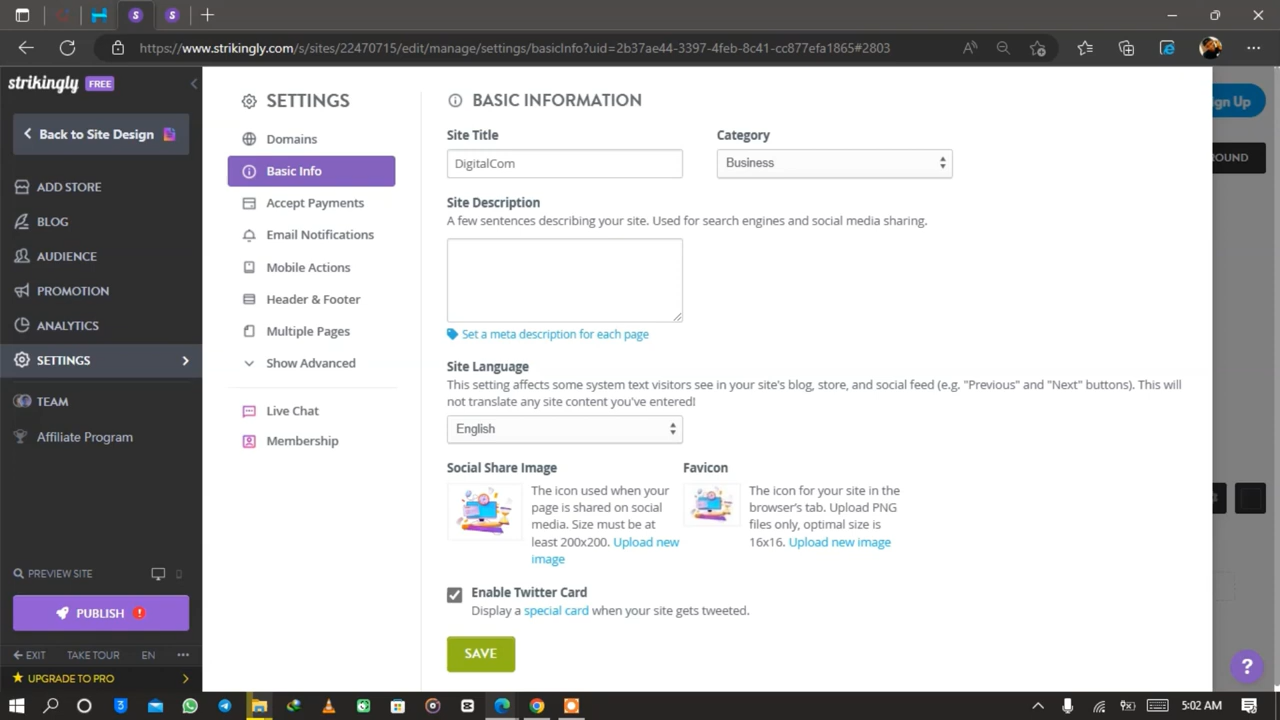 https://www.strikingly.com/s/sites/22470715/edit/manage/settings/basicInfo?uid=2b37ae44-3397-4feb-8c41-cc877efa1865#2803
strikingly FREE
Back to Site Design
ADD STORE
BLOG
AUDIENCE
PROMOTION
ANALYTICS
SETTINGS
TEAM
Affiliate Program
PREVIEW SITE
PUBLISH
EXIT TAKE TOUR EN
UPGRADE TO PRO
SETTINGS
Domains
Basic Info
Accept Payments
Email Notifications
Mobile Actions
Header & Footer
Multiple Pages
Show Advanced
Live Chat
Membership
BASIC INFORMATION
Site Title
DigitalCom
Category
Business
Site Description
A few sentences describing your site. Used for search engines and social media sharing.
Set a meta description for each page
Site Language
This setting affects some system text visitors see in your site's blog, store, and social feed (e.g. "Previous" and "Next" buttons). This will
not translate any site content you've entered!
English
Social Share Image
The icon used when your
page is shared on social
media. Size must be at
least 200x200. Upload new
image
Favicon
The icon for your site in the
browser's tab. Upload PNG
files only, optimal size is
16x16. Upload new image
Enable Twitter Card
Display a special card when your site gets tweeted.
SAVE
gn Up
OUND
?
5:02 AM